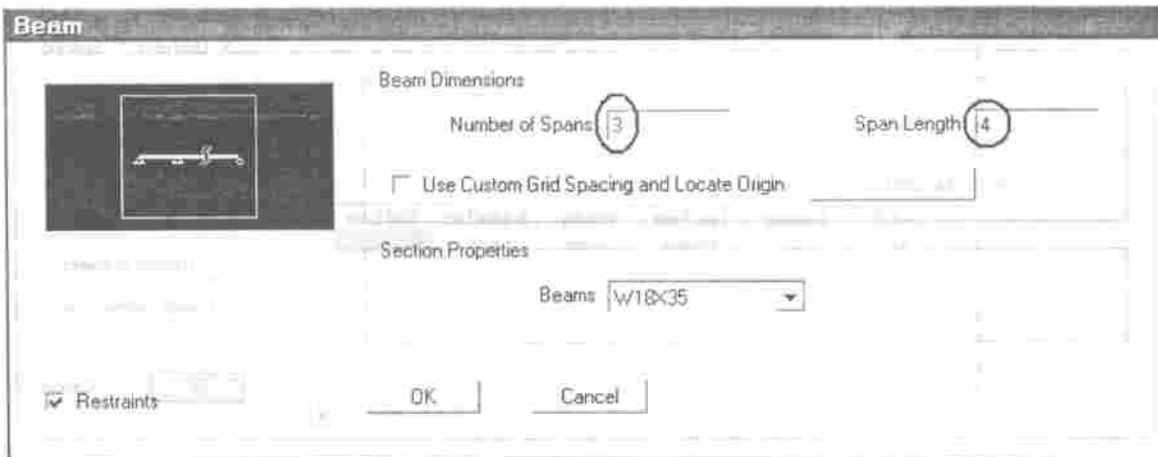 Beam
Beam Dimensions
Number of Spans 3
Span Length 4
Use Custom Grid Spacing and Locate Origin
Section Properties
Beams W18X35
Restraints
OK
Cancel